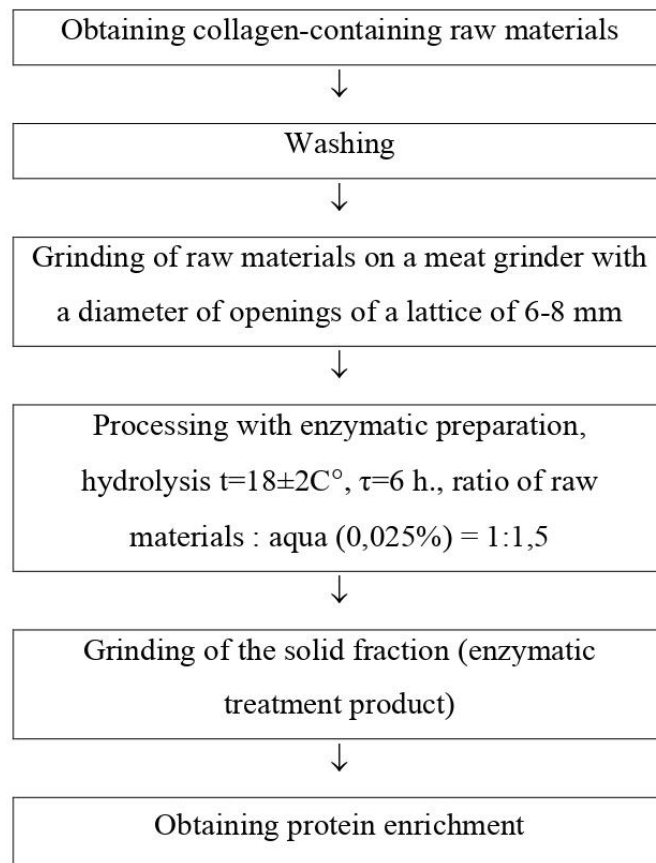 Obtaining collagen-containing raw materials
↓
Washing
↓
Grinding of raw materials on a meat grinder with
a diameter of openings of a lattice of 6-8 mm
↓
Processing with enzymatic preparation,
hydrolysis t=18±2C°, τ=6 h., ratio of raw
materials : aqua (0,025%) = 1:1,5
↓
Grinding of the solid fraction (enzymatic
treatment product)
↓
Obtaining protein enrichment